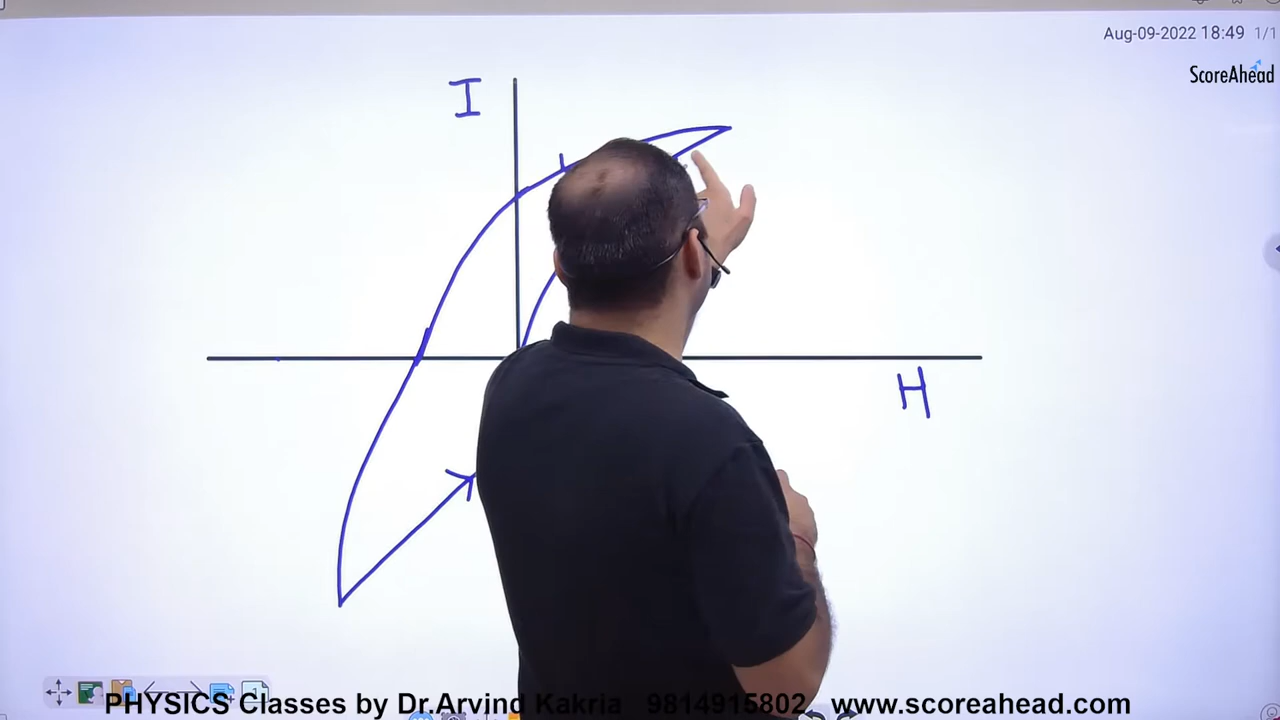 Aug-09-2022 18:49 1/1
ScoreAhead
I
H
PHYSICS Classes by Dr.Arvind Kakria 9814915802 www.scoreahead.com